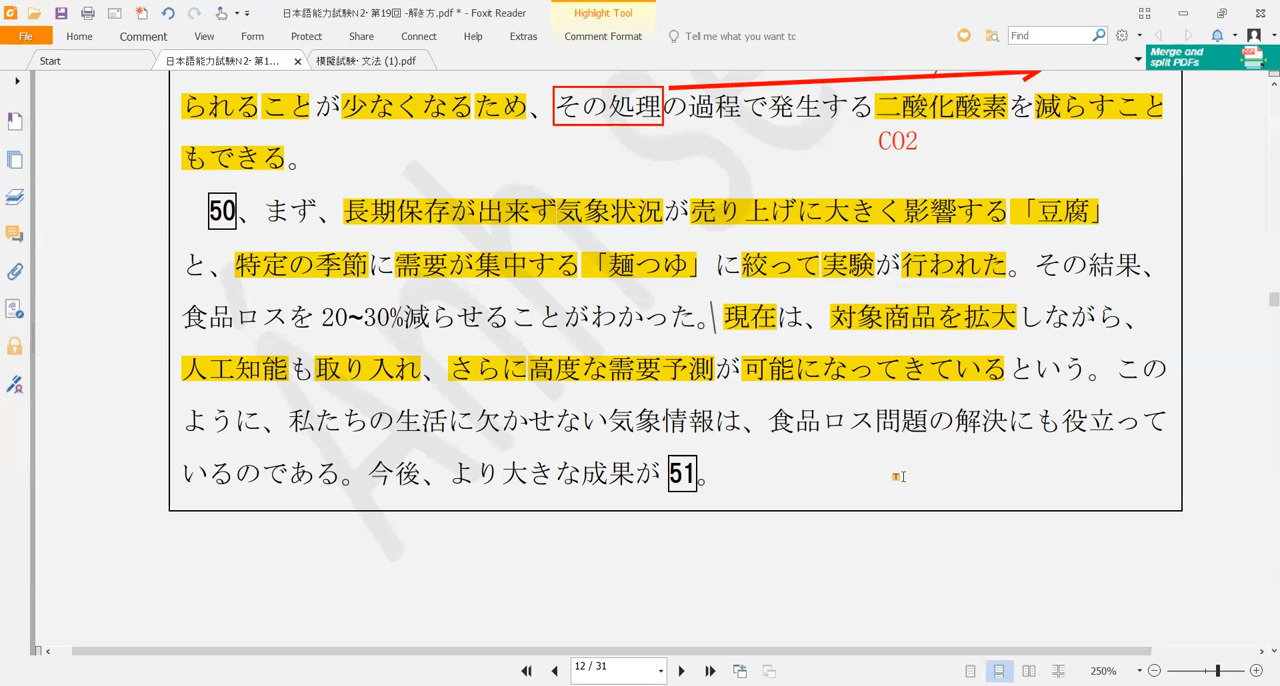 日本語能力試験N2· 第19回 -解き方.pdf * - Foxit Reader
Highlight Tool
File Home Comment View Form Protect Share Connect Help Extras Comment Format Tell me what you want tc Find
Start 日本語能力試験N2· 第1... 模擬試験· 文法 (1).pdf
Merge and split PDFs
られることが少なくなるため、その処理の過程で発生する二酸化酸素を減らすこと
CO2
もできる。
50、まず、長期保存が出来ず気象状況が売り上げに大きく影響する「豆腐」
と、特定の季節に需要が集中する「麺つゆ」に絞って実験が行われた。その結果、
食品ロスを 20~30%減らせることがわかった。現在は、対象商品を拡大しながら、
人工知能も取り入れ、さらに高度な需要予測が可能になってきているという。この
ように、私たちの生活に欠かせない気象情報は、食品ロス問題の解決にも役立って
いるのである。今後、より大きな成果が 51。
12 / 31
250%